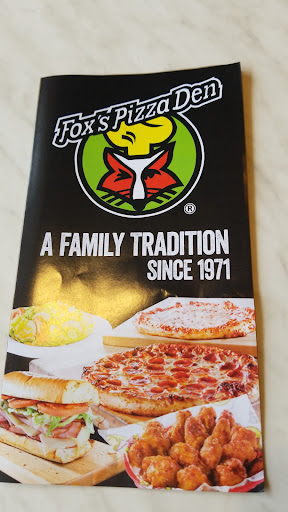 Fox's Pizza Den
®
A FAMILY TRADITION
SINCE 1971